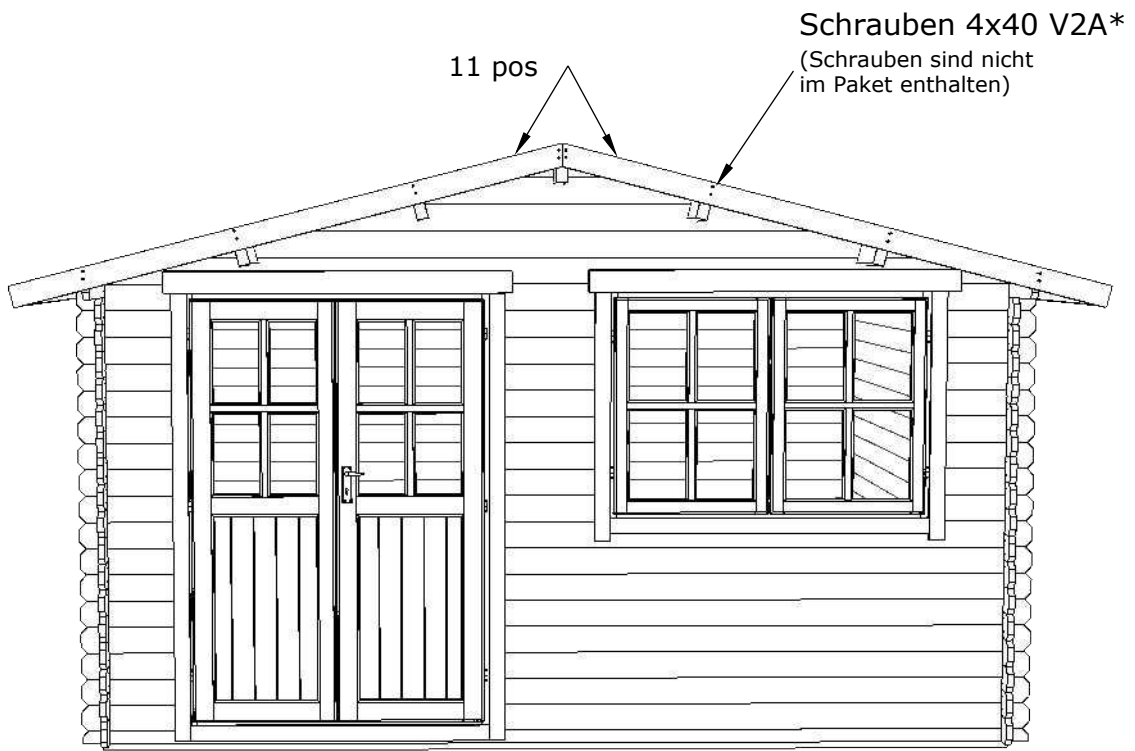 Schrauben 4x40 V2A*
(Schrauben sind nicht
im Paket enthalten)
11 pos